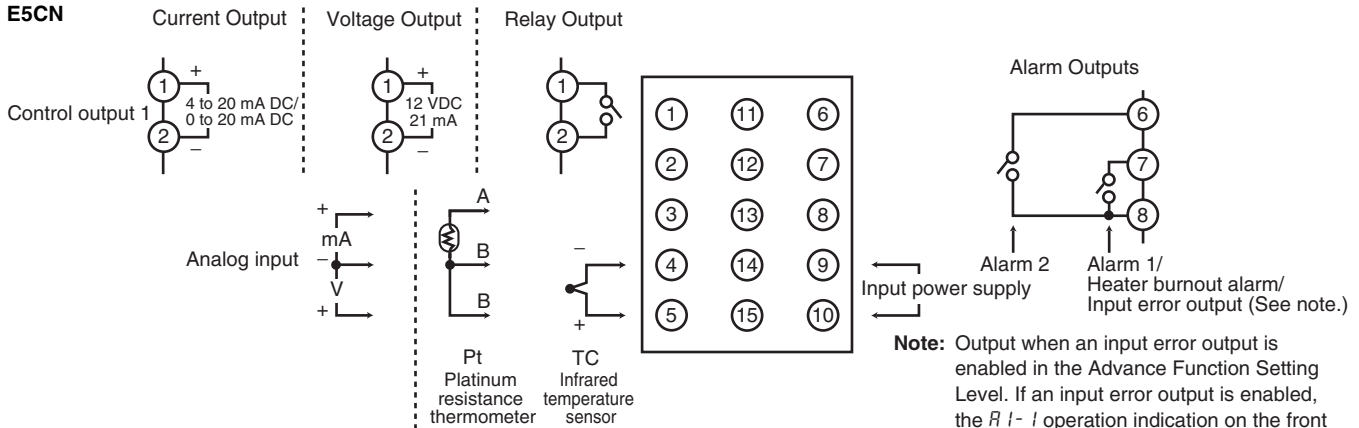 E5CN
Current Output
Voltage Output
Relay Output
Control output 1
1
+
4 to 20 mA DC/
0 to 20 mA DC
2
−
1
+
12 VDC
21 mA
2
−
1
2
Analog input
+
mA
−
V
+
A
B
B
Pt
Platinum
resistance
thermometer
−
+
TC
Infrared
temperature
sensor
1 11 6
2 12 7
3 13 8
4 14 9
5 15 10
Input power supply
Alarm Outputs
6
7
8
Alarm 2
Alarm 1/
Heater burnout alarm/
Input error output (See note.)
Note: Output when an input error output is
enabled in the Advance Function Setting
Level. If an input error output is enabled,
the A1-1 operation indication on the front